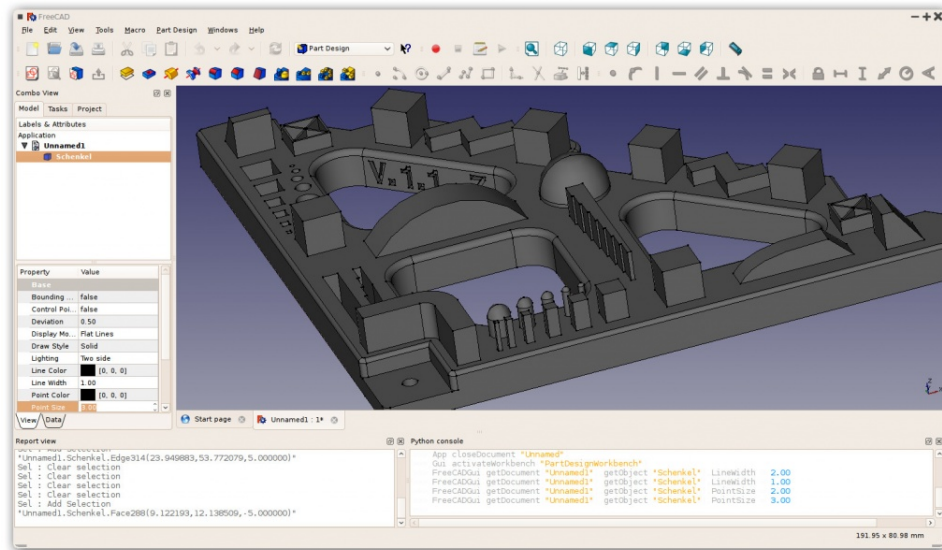 FreeCAD
File Edit View Tools Macro Part Design Windows Help
Part Design
Combo View
Model Tasks Project
Labels & Attributes
Application
Unnamed1
Schenkel
V.1.17
Property Value
Base
Bounding ... false
Control Poi... false
Deviation 0.50
Display Mo... Flat Lines
Draw Style Solid
Lighting Two side
Line Color [0, 0, 0]
Line Width 1.00
Point Color [0, 0, 0]
Point Size 3.00
View Data
Start page Unnamed1 : 1*
Report view
Sel : Add Selection
"Unnamed1.Schenkel.Edge314(23.949883,53.772079,5.000000)"
Sel : Clear selection
Sel : Clear selection
Sel : Clear selection
Sel : Clear selection
Sel : Add Selection
"Unnamed1.Schenkel.Face288(9.122193,12.138509,-5.000000)"
Python console
App closeDocument "Unnamed"
Gui activateWorkbench "PartDesignWorkbench"
FreeCADGui getDocument "Unnamed1" getObject "Schenkel" LineWidth 2.00
FreeCADGui getDocument "Unnamed1" getObject "Schenkel" LineWidth 1.00
FreeCADGui getDocument "Unnamed1" getObject "Schenkel" PointSize 2.00
FreeCADGui getDocument "Unnamed1" getObject "Schenkel" PointSize 3.00
191.95 x 80.98 mm